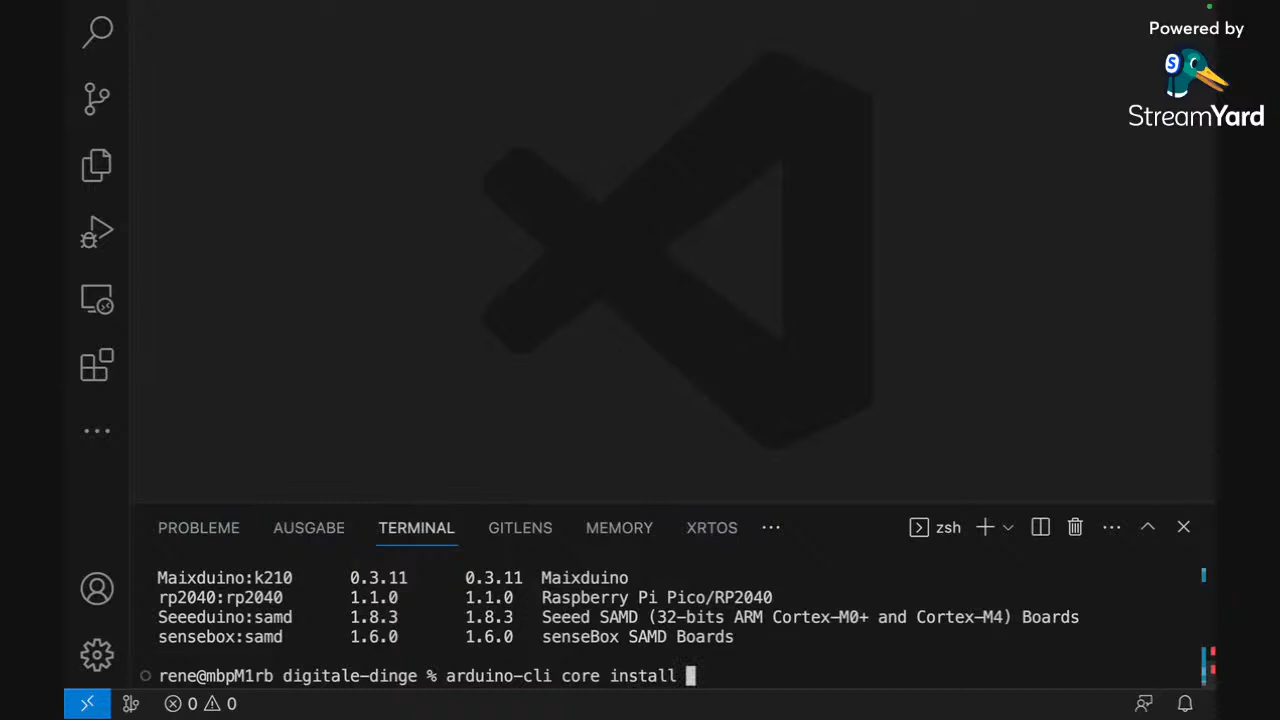 Powered by
StreamYard
PROBLEME AUSGABE TERMINAL GITLENS MEMORY XRTOS ··· zsh
Maixduino:k210 0.3.11 0.3.11 Maixduino
rp2040:rp2040 1.1.0 1.1.0 Raspberry Pi Pico/RP2040
Seeeduino:samd 1.8.3 1.8.3 Seeed SAMD (32-bits ARM Cortex-M0+ and Cortex-M4) Boards
sensebox:samd 1.6.0 1.6.0 senseBox SAMD Boards
rene@mbpM1rb digitale-dinge % arduino-cli core install
0 0